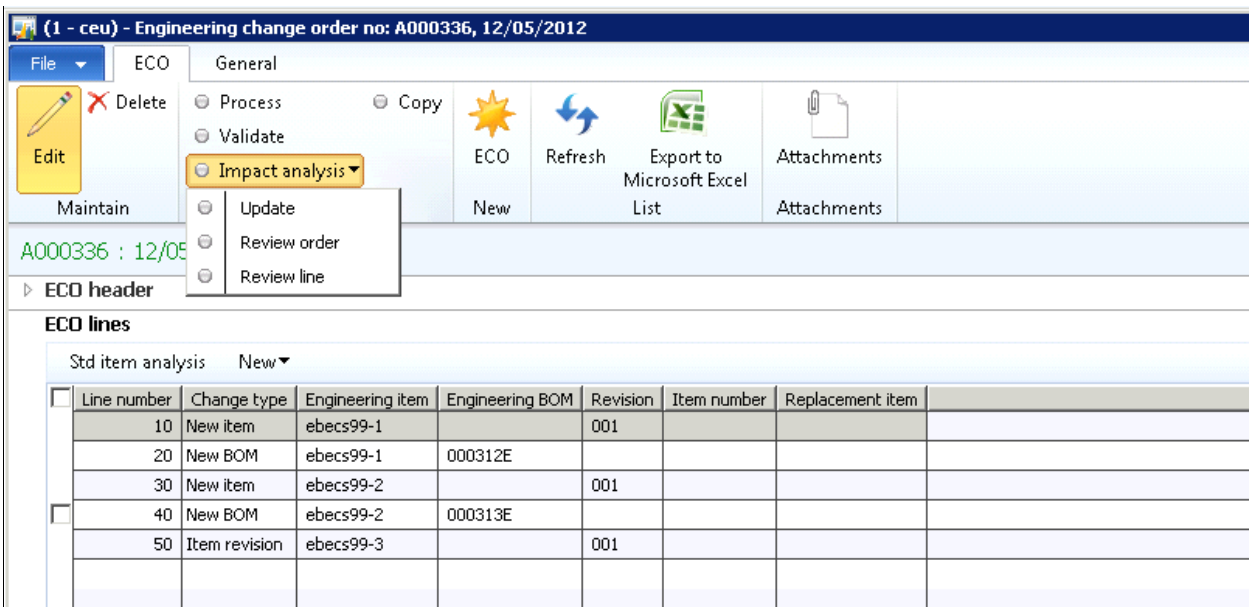 (1 - ceu) - Engineering change order no: A000336, 12/05/2012
File ECO General
Edit
Delete
Maintain
Process
Validate
Impact analysis
Copy
Update
Review order
Review line
ECO
New
Refresh
Export to
Microsoft Excel
List
Attachments
Attachments
A000336 : 12/05
ECO header
ECO lines
Std item analysis New
Line number Change type Engineering item Engineering BOM Revision Item number Replacement item
10 New item ebecs99-1 001
20 New BOM ebecs99-1 000312E
30 New item ebecs99-2 001
40 New BOM ebecs99-2 000313E
50 Item revision ebecs99-3 001